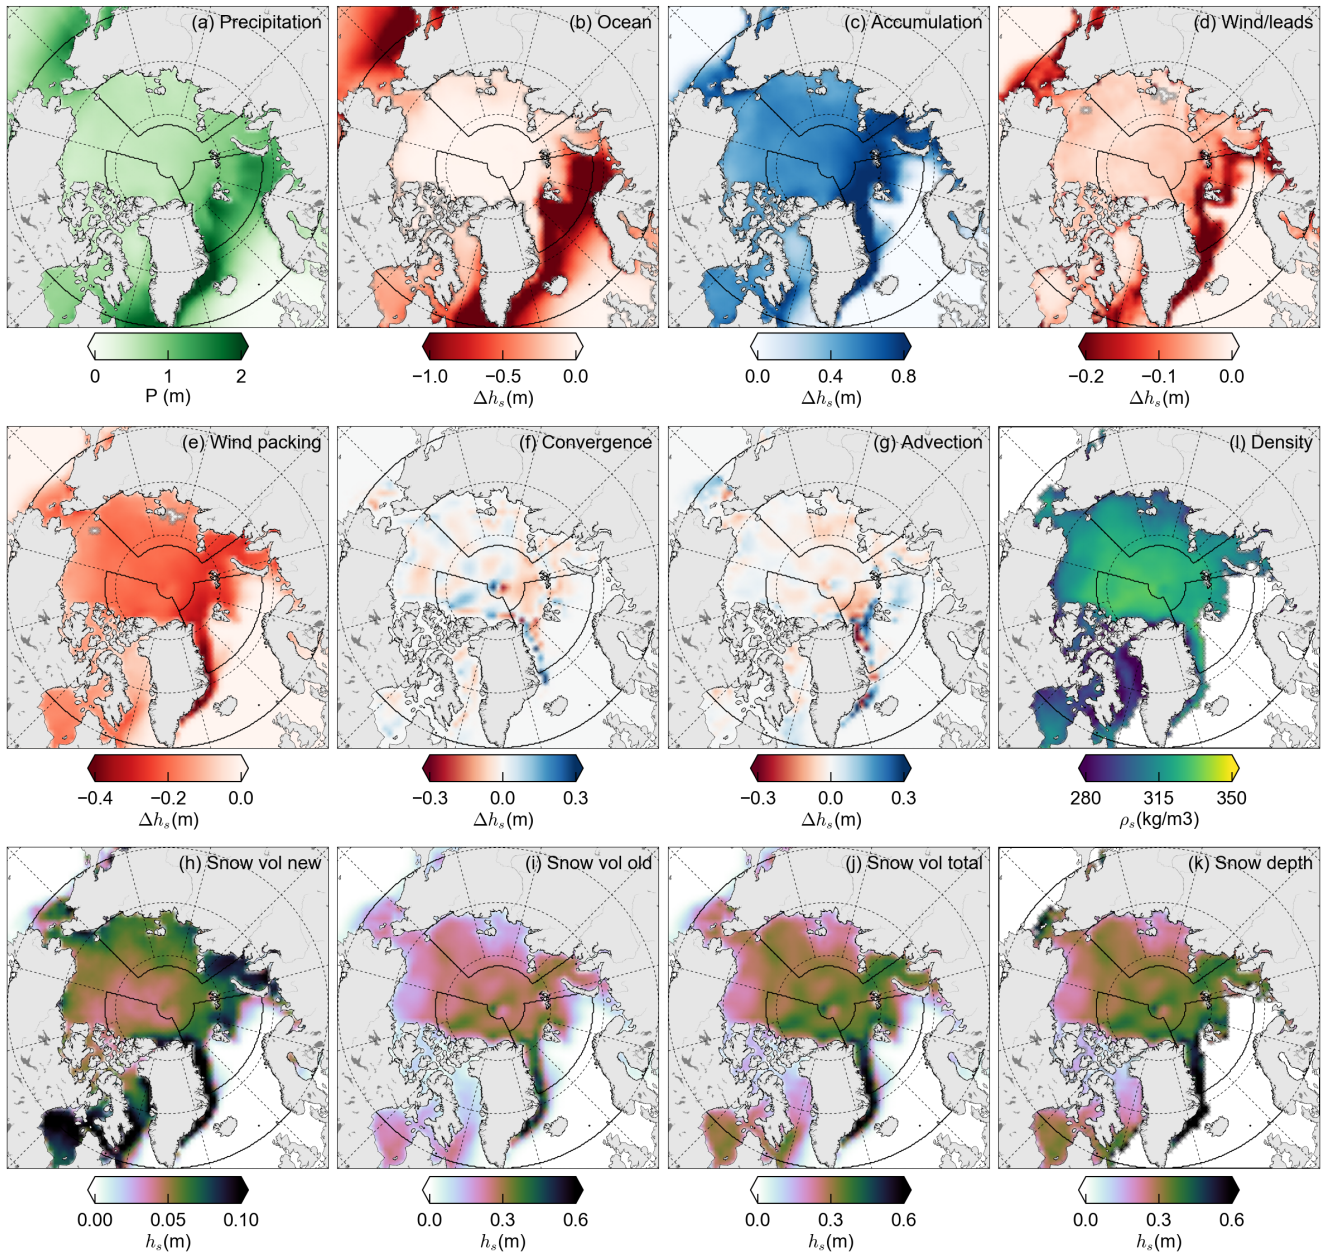 (a) Precipitation
(b) Ocean
(c) Accumulation
(d) Wind/leads
0 1 2
P (m)
−1.0 −0.5 0.0
Δh_s(m)
0.0 0.4 0.8
Δh_s(m)
−0.2 −0.1 0.0
Δh_s(m)
(e) Wind packing
(f) Convergence
(g) Advection
(l) Density
−0.4 −0.2 0.0
Δh_s(m)
−0.3 0.0 0.3
Δh_s(m)
−0.3 0.0 0.3
Δh_s(m)
280 315 350
ρ_s(kg/m3)
(h) Snow vol new
(i) Snow vol old
(j) Snow vol total
(k) Snow depth
0.00 0.05 0.10
h_s(m)
0.0 0.3 0.6
h_s(m)
0.0 0.3 0.6
h_s(m)
0.0 0.3 0.6
h_s(m)